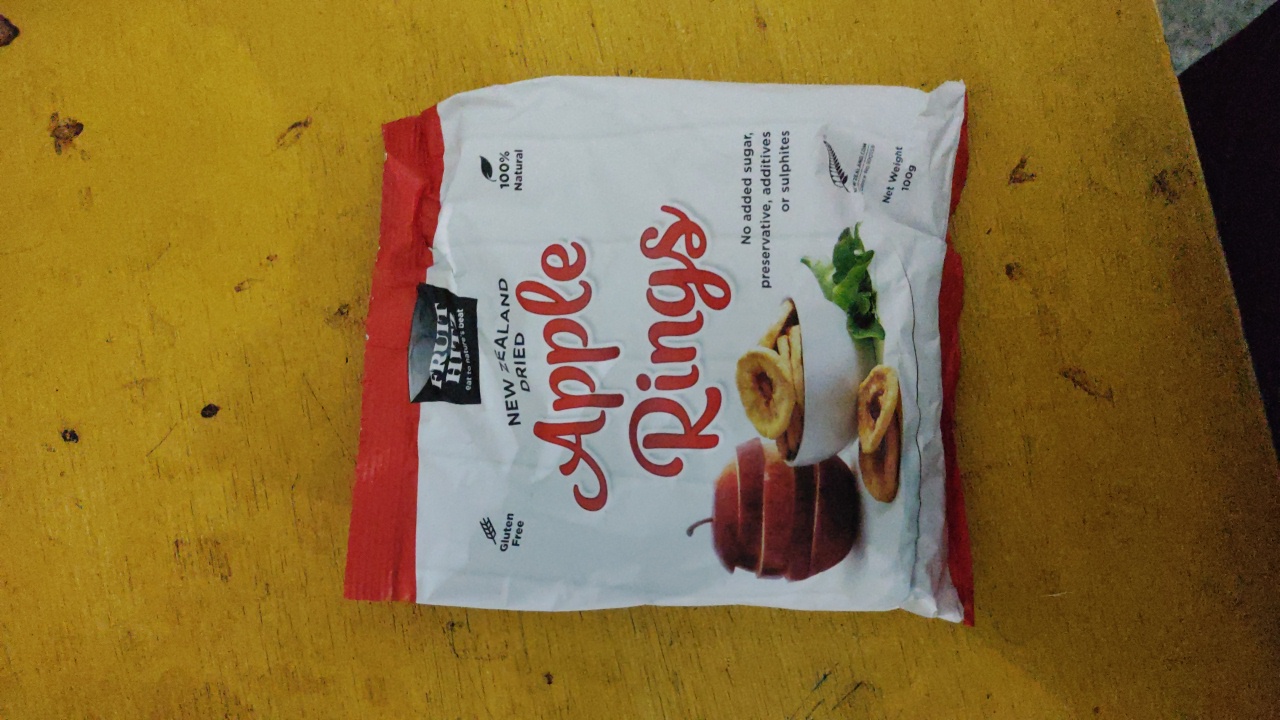 FRUIT
HITZ
eat to nature's beat
Gluten
Free
100%
Natural
NEW ZEALAND
DRIED
Apple
Rings
No added sugar,
preservative, additives
or sulphites
Net Weight
100g